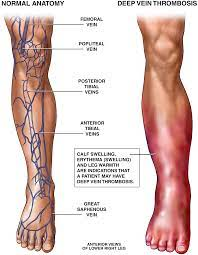 NORMAL ANATOMY
DEEP VEIN THROMBOSIS
FEMORAL
VEIN
POPLITEAL
VEIN
POSTERIOR
TIBIAL
VEINS
ANTERIOR
TIBIAL
VEINS
CALF SWELLING,
ERYTHEMA (SWELLING)
AND LEG WARMTH
ARE INDICATIONS THAT
A PATIENT MAY HAVE
DEEP VEIN THROMBOSIS.
GREAT
SAPHENOUS
VEIN
ANTERIOR VIEWS
OF LOWER RIGHT LEG